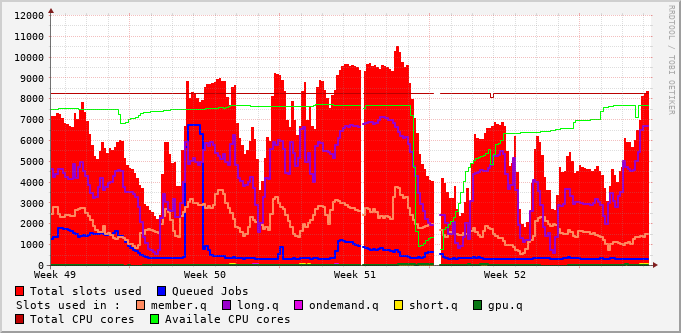 12000
11000
10000
9000
8000
7000
6000
5000
4000
3000
2000
1000
0
Week 49 Week 50 Week 51 Week 52
RRDTOOL / TOBI OETIKER
Total slots used Queued Jobs
Slots used in : member.q long.q ondemand.q short.q gpu.q
Total CPU cores Availale CPU cores